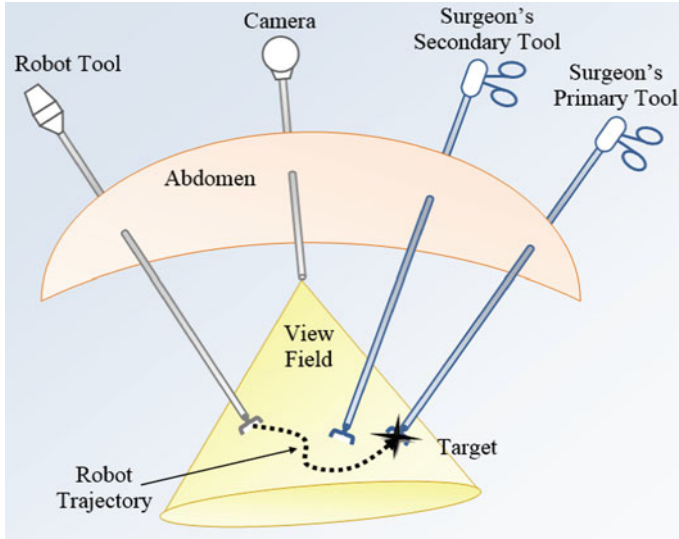 Camera
Surgeon's
Secondary Tool
Robot Tool
Surgeon's
Primary Tool
Abdomen
View
Field
Target
Robot
Trajectory